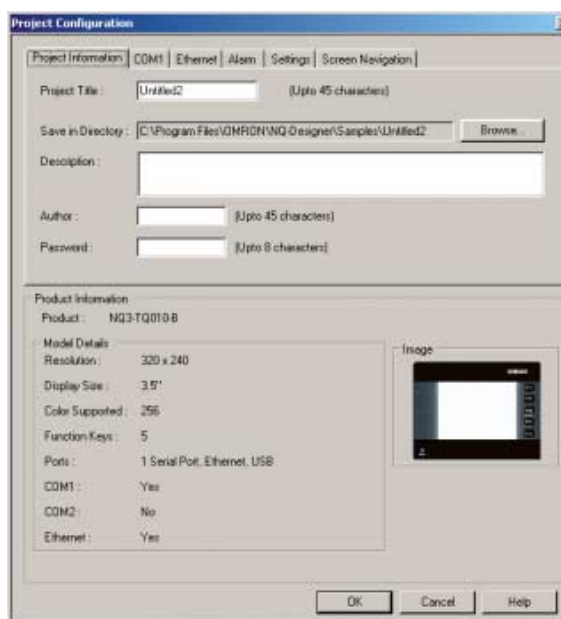 Project Configuration
Project Information COM1 Ethernet Alarm Settings Screen Navigation
Project Title : Untitled2 (Upto 45 characters)
Save in Directory : C:\Program Files\OMRON\NQ-Designer\Samples\Untitled2 Browse...
Description :
Author : (Upto 45 characters)
Password : (Upto 8 characters)
Product Information
Product : NQ3-TQ010-B
Model Details
Resolution : 320 x 240
Display Size : 3.5"
Color Supported : 256
Function Keys : 5
Ports : 1 Serial Port, Ethernet, USB
COM1 : Yes
COM2 : No
Ethernet : Yes
Image
OMRON
OK Cancel Help